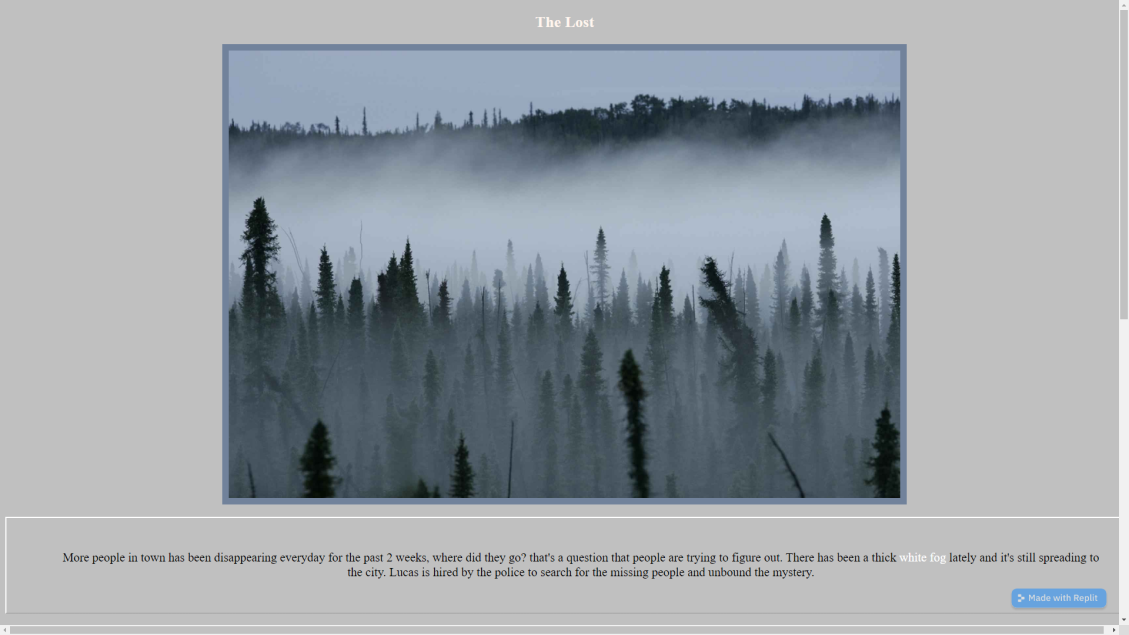 The Lost
More people in town has been disappearing everyday for the past 2 weeks, where did they go? that's a question that people are trying to figure out. There has been a thick white fog lately and it's still spreading to
the city. Lucas is hired by the police to search for the missing people and unbound the mystery.
Made with Replit